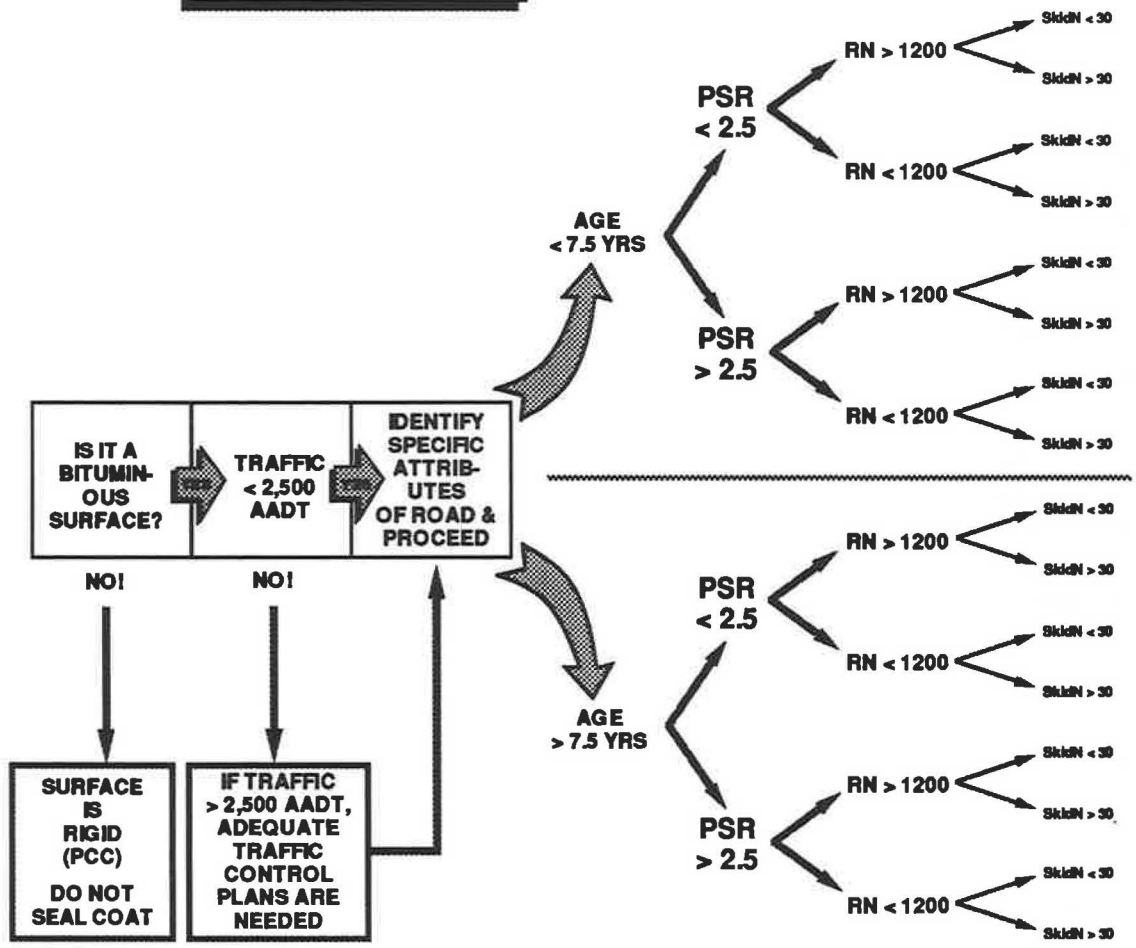 IS IT A
BITUMIN-
OUS
SURFACE?
YES
TRAFFIC
< 2,500
AADT
YES
IDENTIFY
SPECIFIC
ATTRIB-
UTES
OF ROAD &
PROCEED
NO!
NO!
SURFACE
IS
RIGID
(PCC)
DO NOT
SEAL COAT
IF TRAFFIC
> 2,500 AADT,
ADEQUATE
TRAFFIC
CONTROL
PLANS ARE
NEEDED
AGE
< 7.5 YRS
PSR
< 2.5
RN > 1200
SkidN < 30
SkidN > 30
RN < 1200
SkidN < 30
SkidN > 30
PSR
> 2.5
RN > 1200
SkidN < 30
SkidN > 30
RN < 1200
SkidN < 30
SkidN > 30
AGE
> 7.5 YRS
PSR
< 2.5
RN > 1200
SkidN < 30
SkidN > 30
RN < 1200
SkidN < 30
SkidN > 30
PSR
> 2.5
RN > 1200
SkidN < 30
SkidN > 30
RN < 1200
SkidN < 30
SkidN > 30